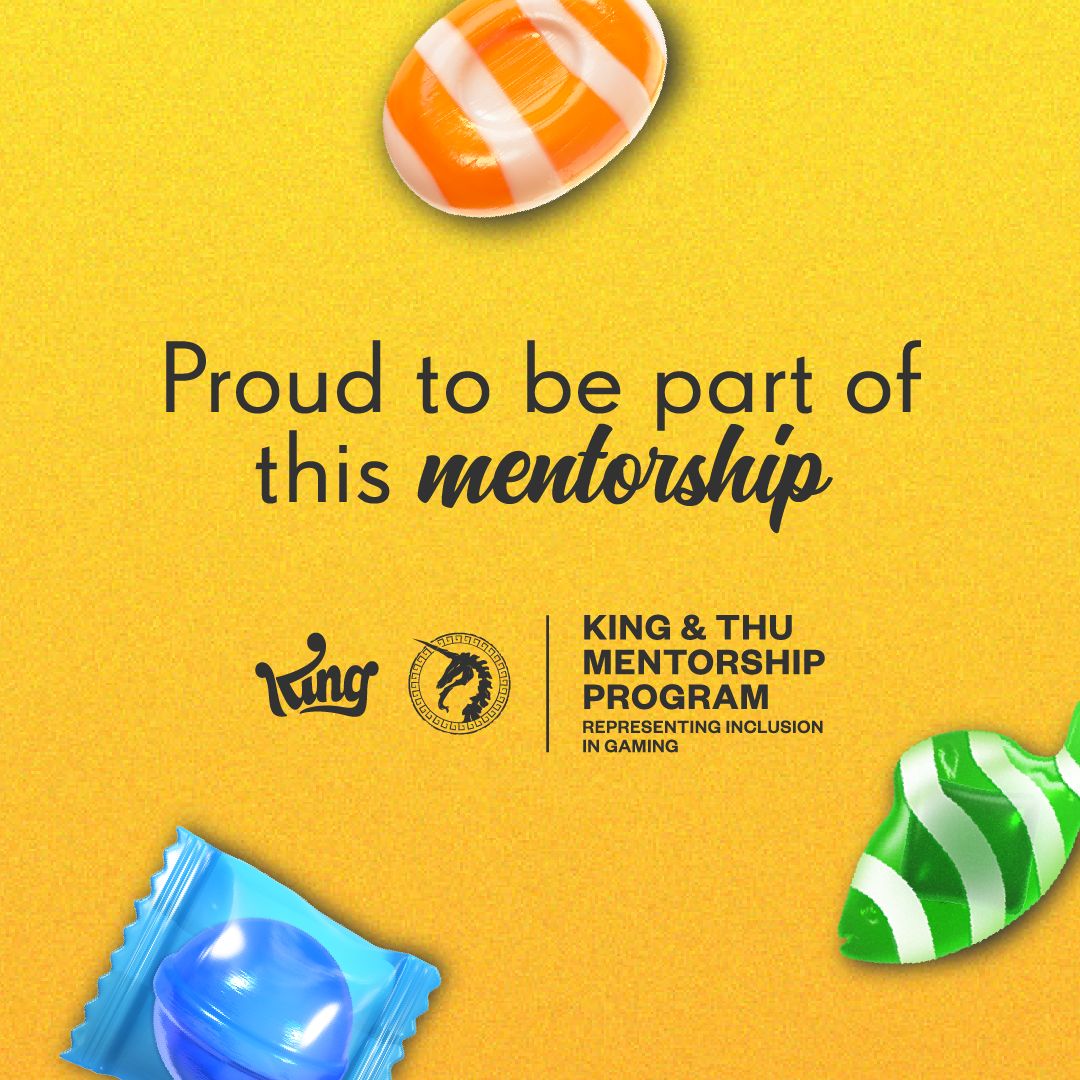 Proud to be part of
this mentorship
King
KING & THU
MENTORSHIP
PROGRAM
REPRESENTING INCLUSION
IN GAMING